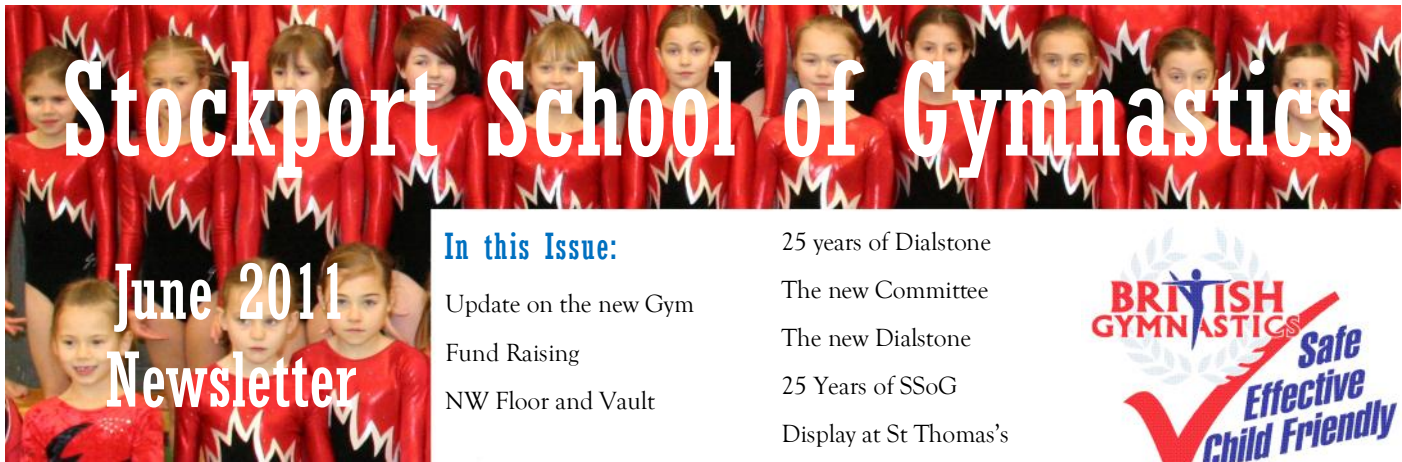 Stockport School of Gymnastics
June 2011
Newsletter
In this Issue:
Update on the new Gym
Fund Raising
NW Floor and Vault
25 years of Dialstone
The new Committee
The new Dialstone
25 Years of SSoG
Display at St Thomas's
BRITISH
GYMNASTICS
Safe
Effective
Child Friendly